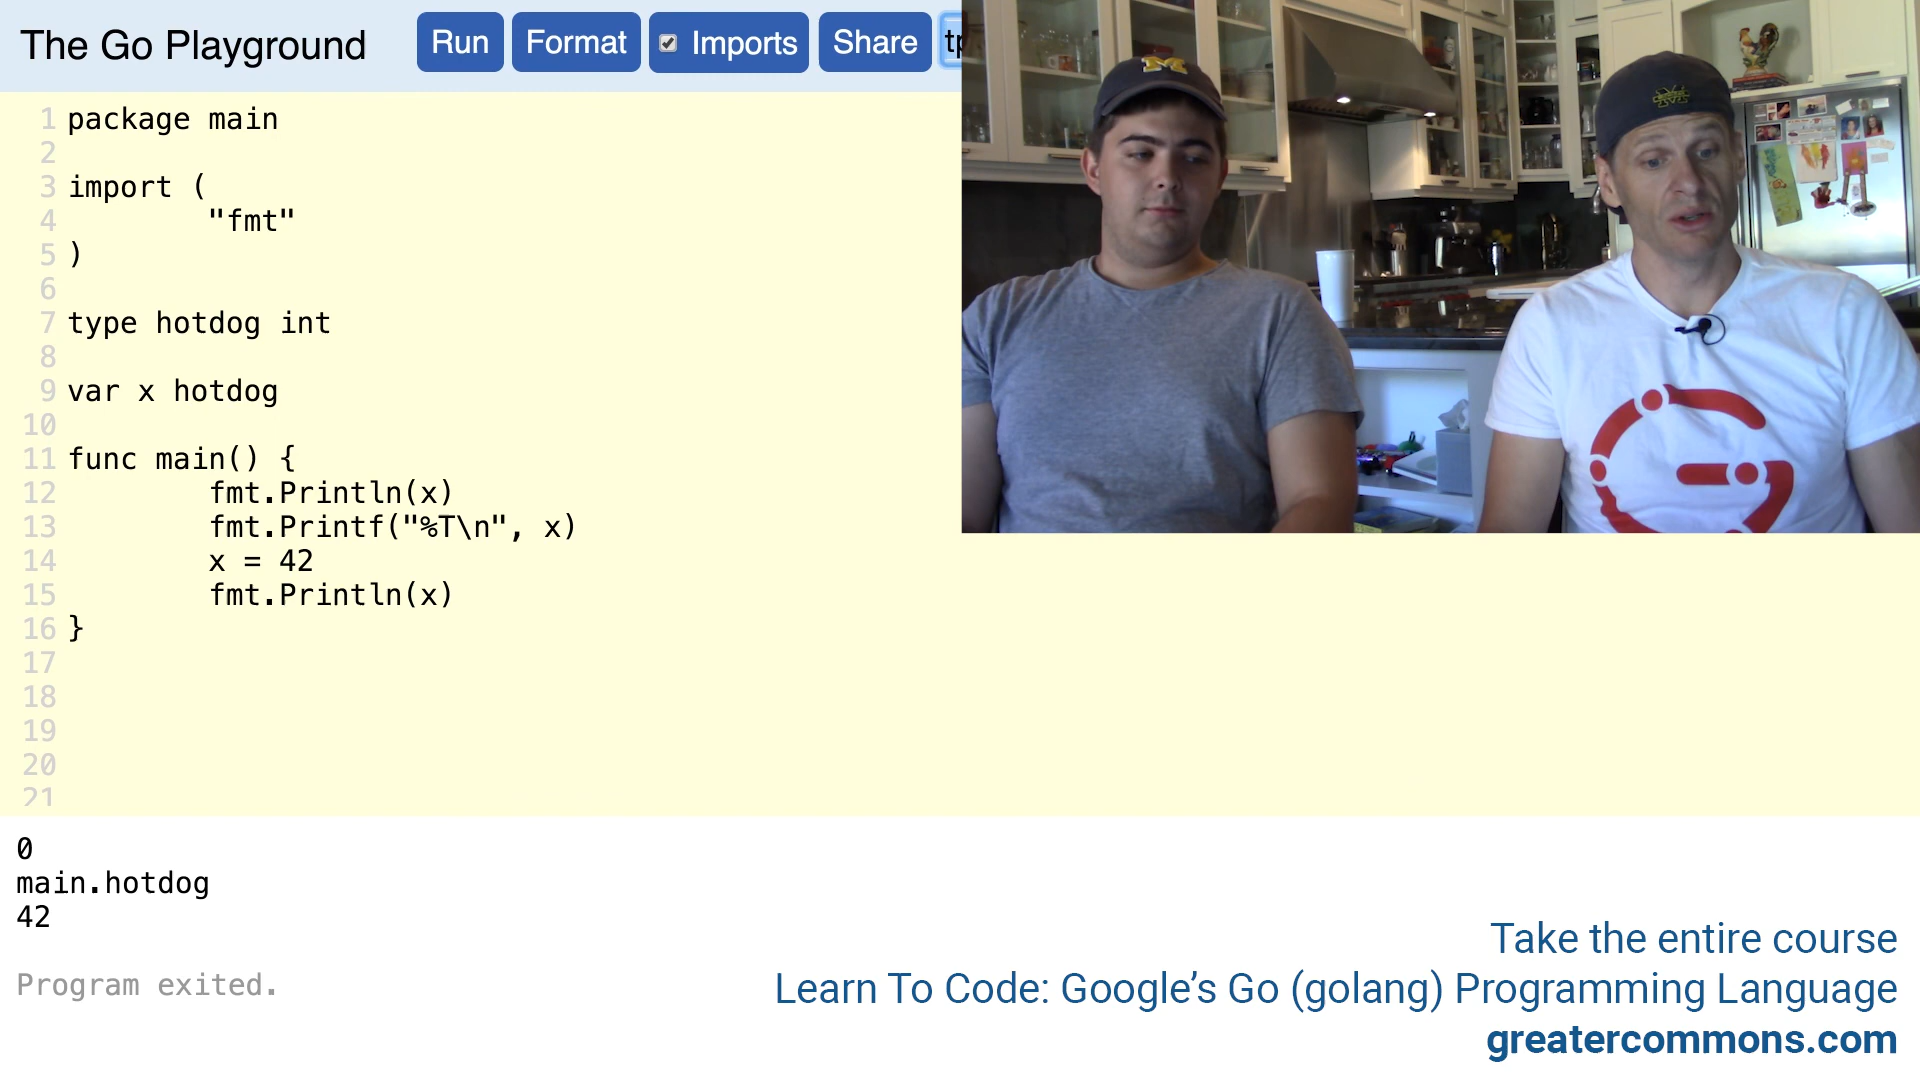 The Go Playground Run Format Imports Share
1 package main
2
3 import (
4 "fmt"
5 )
6
7 type hotdog int
8
9 var x hotdog
10
11 func main() {
12 fmt.Println(x)
13 fmt.Printf("%T\n", x)
14 x = 42
15 fmt.Println(x)
16 }
17
18
19
20
21
M
0
main.hotdog
42
Program exited.
Take the entire course
Learn To Code: Google’s Go (golang) Programming Language
greatercommons.com